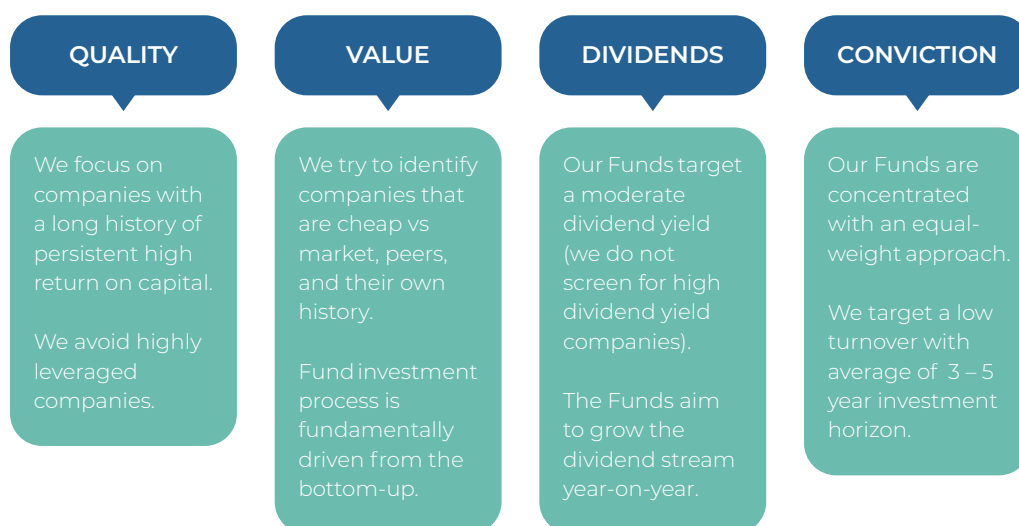 QUALITY
We focus on
companies with
a long history of
persistent high
return on capital.
We avoid highly
leveraged
companies.
VALUE
We try to identify
companies that
are cheap vs
market, peers,
and their own
history.
Fund investment
process is
fundamentally
driven from the
bottom-up.
DIVIDENDS
Our Funds target
a moderate
dividend yield
(we do not
screen for high
dividend yield
companies).
The Funds aim
to grow the
dividend stream
year-on-year.
CONVICTION
Our Funds are
concentrated
with an equal-
weight approach.
We target a low
turnover with
average of 3 – 5
year investment
horizon.